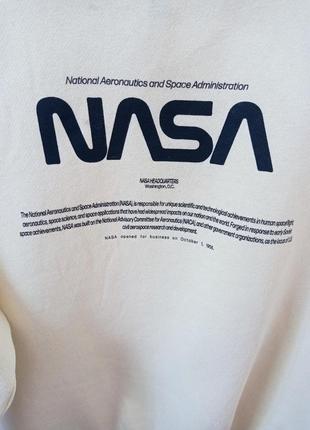 National Aeronautics and Space Administration
NASA
NASA HEADQUARTERS
Washington, D.C.
The National Aeronautics and Space Administration (NASA), is responsible for unique scientific and technological achievements in human spaceflight,
aeronautics, space science, and space applications that have had widespread impacts on our nation and the world. Forged in response to early Soviet
space achievements, NASA was built on the National Advisory Committee for Aeronautics (NACA), and other government organizations, as the locus of U.S.
civil aerospace research and development.
NASA opened for business on October 1, 1958,